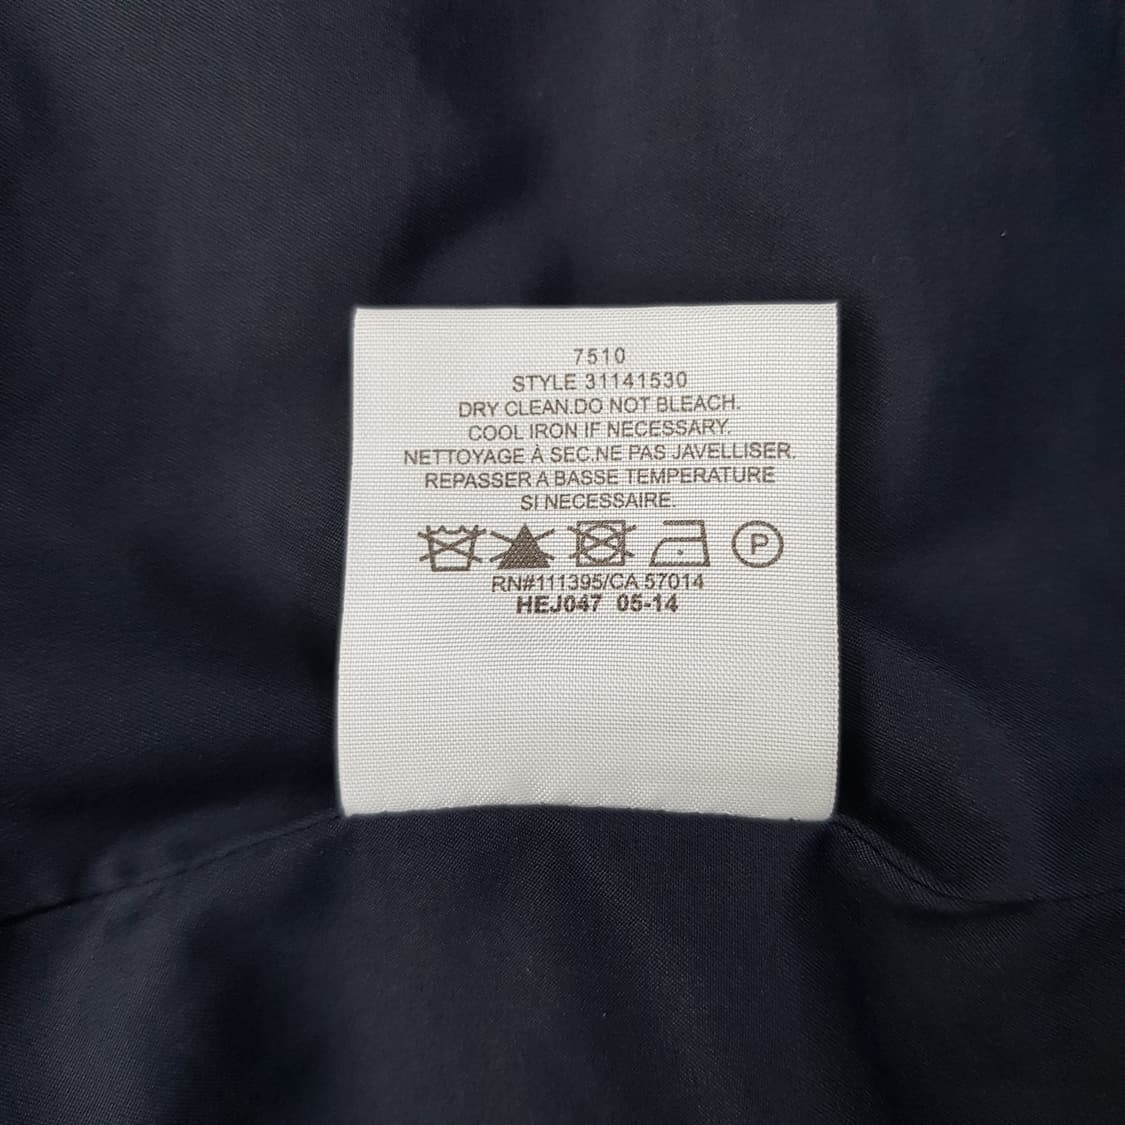 7510
STYLE 31141530
DRY CLEAN.DO NOT BLEACH.
COOL IRON IF NECESSARY.
NETTOYAGE À SEC.NE PAS JAVELLISER.
REPASSER A BASSE TEMPERATURE
SI NECESSAIRE.
P
RN#111395/CA 57014
HEJ047 05-14